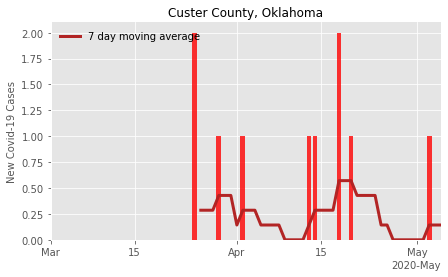 Custer County, Oklahoma
7 day moving average
New Covid-19 Cases
2.00
1.75
1.50
1.25
1.00
0.75
0.50
0.25
0.00
Mar
15
Apr
15
May
2020-May